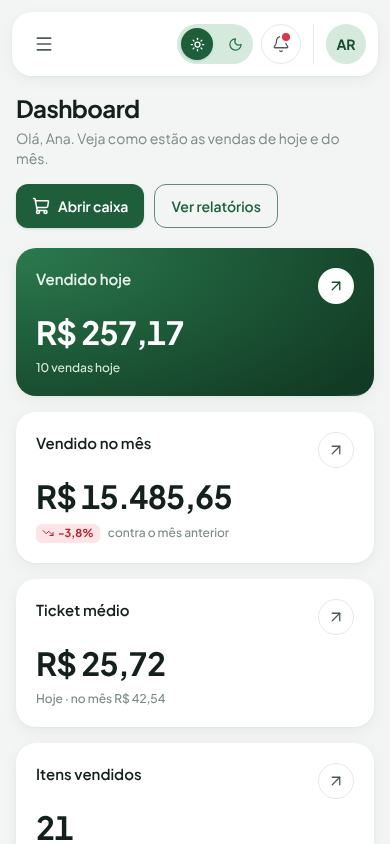 AR
Dashboard
Olá, Ana. Veja como estão as vendas de hoje e do
mês.
Abrir caixa
Ver relatórios
Vendido hoje
R$ 257,17
10 vendas hoje
Vendido no mês
R$ 15.485,65
-3,8% contra o mês anterior
Ticket médio
R$ 25,72
Hoje · no mês R$ 42,54
Itens vendidos
21